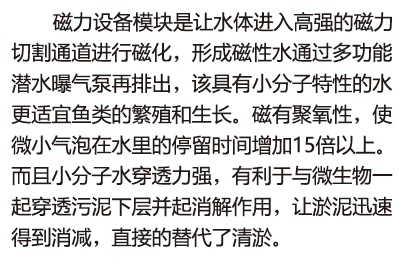 磁力设备模块是让水体进入高强的磁力
切割通道进行磁化，形成磁性水通过多功能
潜水曝气泵再排出，该具有小分子特性的水
更适宜鱼类的繁殖和生长。磁有聚氧性，使
微小气泡在水里的停留时间增加15倍以上。
而且小分子水穿透力强，有利于与微生物一
起穿透污泥下层并起消解作用，让淤泥迅速
得到消减，直接的替代了清淤。